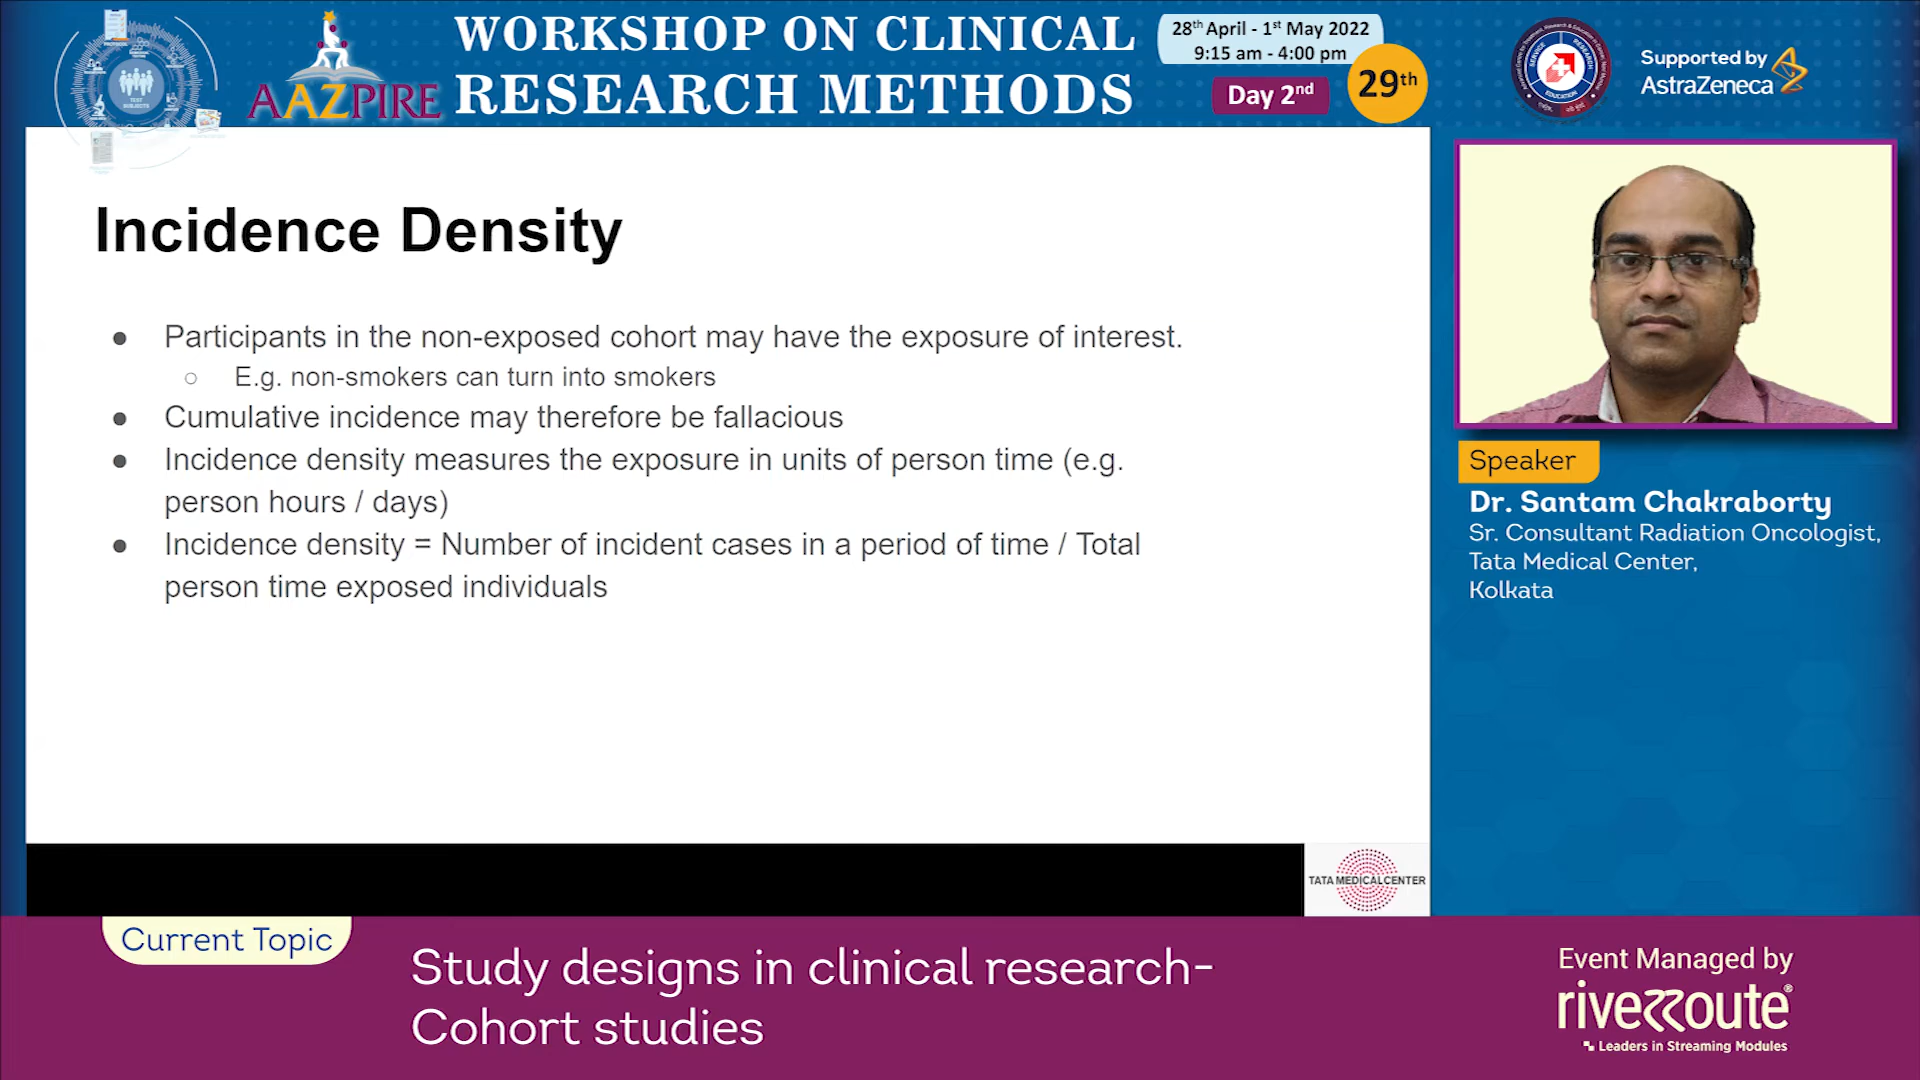 AAZPIRE
WORKSHOP ON CLINICAL
RESEARCH METHODS
28th April - 1st May 2022
9:15 am - 4:00 pm
Day 2nd
29th
Supported by
AstraZeneca
TEST
SUBJECTS
SERVICE
RESEARCH
EDUCATION
Incidence Density
● Participants in the non-exposed cohort may have the exposure of interest.
○ E.g. non-smokers can turn into smokers
● Cumulative incidence may therefore be fallacious
● Incidence density measures the exposure in units of person time (e.g.
person hours / days)
● Incidence density = Number of incident cases in a period of time / Total
person time exposed individuals
TATA MEDICAL CENTER
Speaker
Dr. Santam Chakraborty
Sr. Consultant Radiation Oncologist,
Tata Medical Center,
Kolkata
Current Topic
Study designs in clinical research-
Cohort studies
Event Managed by
riverroute®
Leaders in Streaming Modules